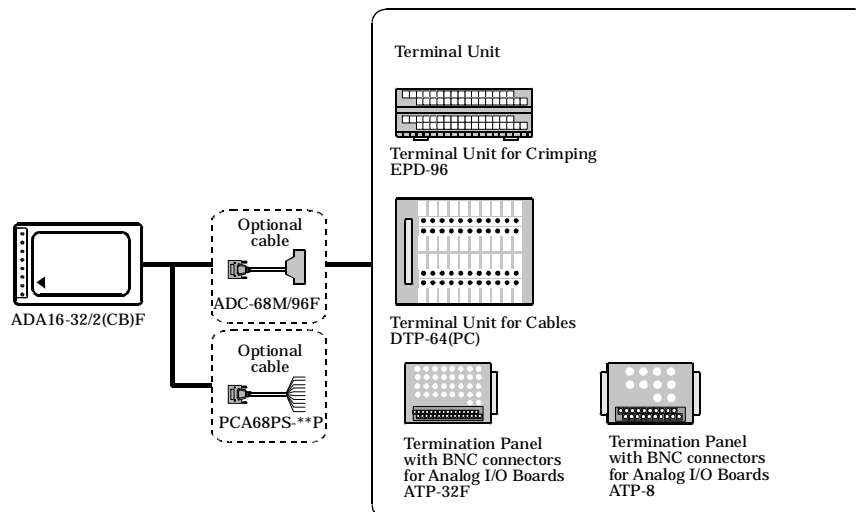 Terminal Unit
Terminal Unit for Crimping
EPD-96
Optional
cable
ADC-68M/96F
ADA16-32/2(CB)F
Terminal Unit for Cables
DTP-64(PC)
Optional
cable
PCA68PS-**P
Termination Panel
with BNC connectors
for Analog I/O Boards
ATP-32F
Termination Panel
with BNC connectors
for Analog I/O Boards
ATP-8